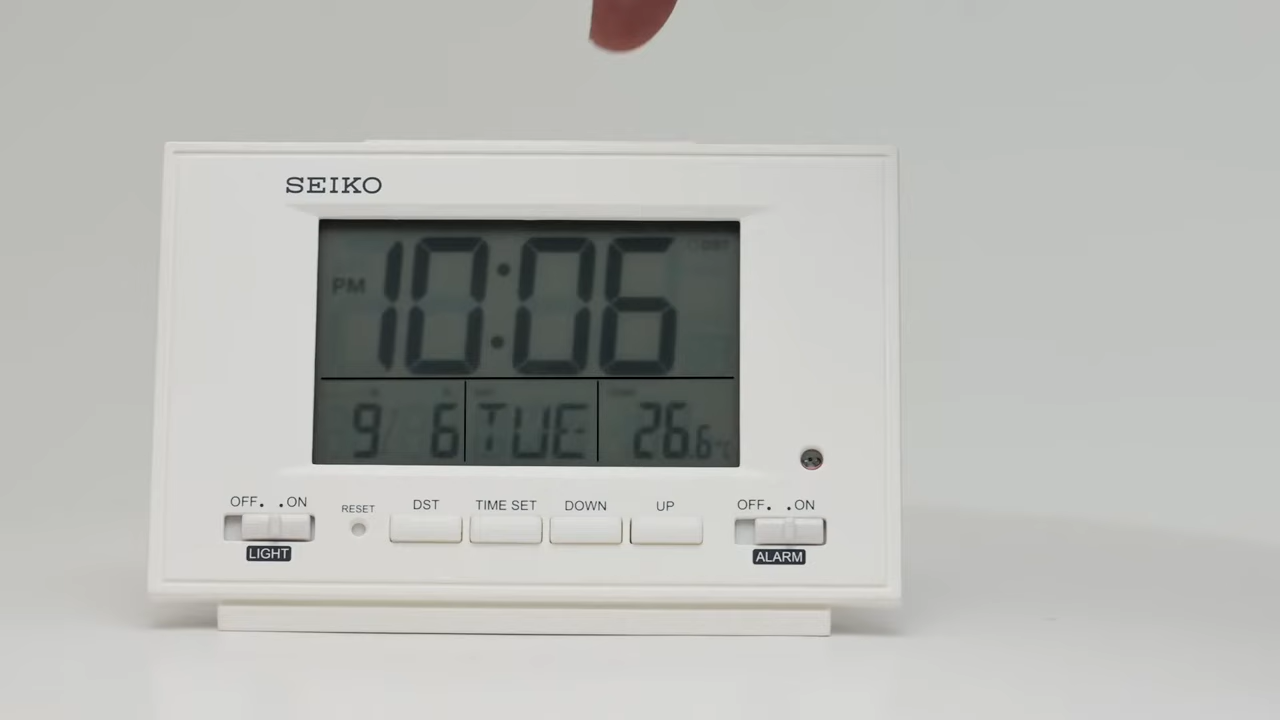 SEIKO
PM 10:06 DST
9/ 6 TUE 26.6°C
OFF. .ON RESET DST TIME SET DOWN UP OFF. .ON
LIGHT ALARM